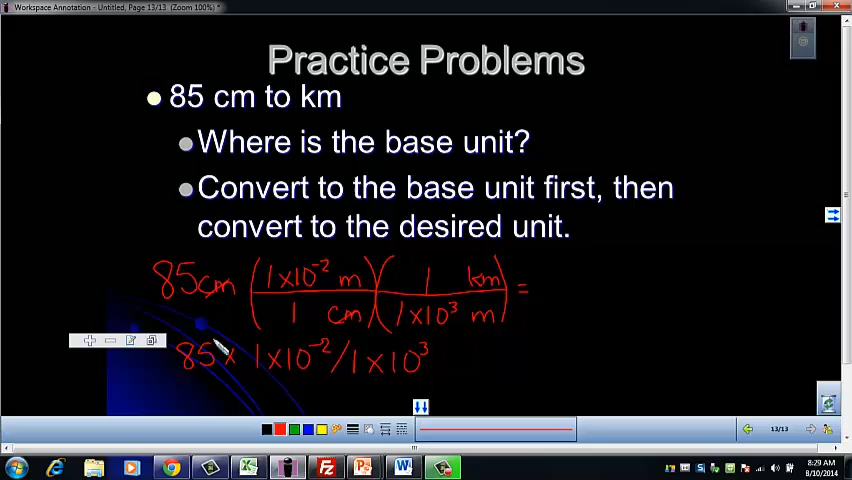 Workspace Annotation - Untitled, Page 13/13 (Zoom 100%) *
Practice Problems
85 cm to km
Where is the base unit?
Convert to the base unit first, then
convert to the desired unit.
85cm (1x10⁻² m / 1 cm)(1 km / 1x10³ m) =
85 x 1x10⁻² / 1x10³
13/13
8:29 AM
8/10/2014